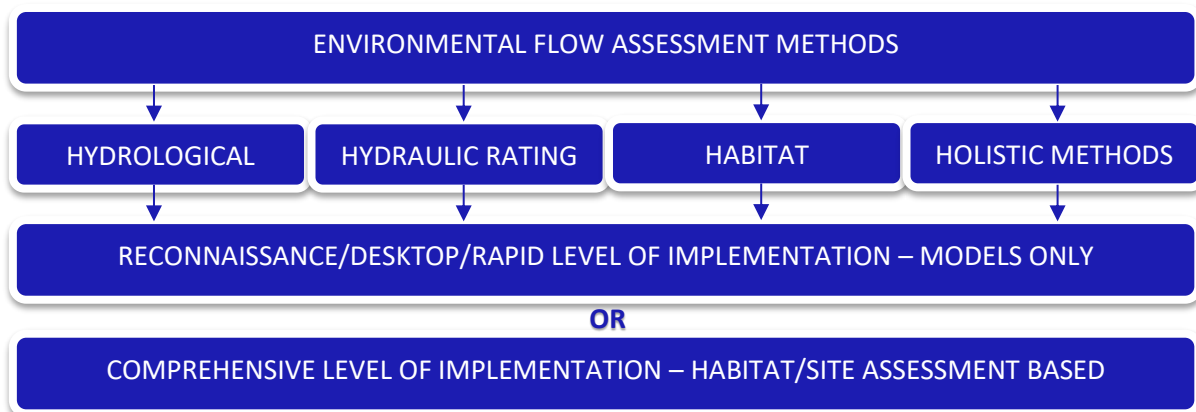 ENVIRONMENTAL FLOW ASSESSMENT METHODS
HYDROLOGICAL
HYDRAULIC RATING
HABITAT
HOLISTIC METHODS
RECONNAISSANCE/DESKTOP/RAPID LEVEL OF IMPLEMENTATION – MODELS ONLY
OR
COMPREHENSIVE LEVEL OF IMPLEMENTATION – HABITAT/SITE ASSESSMENT BASED